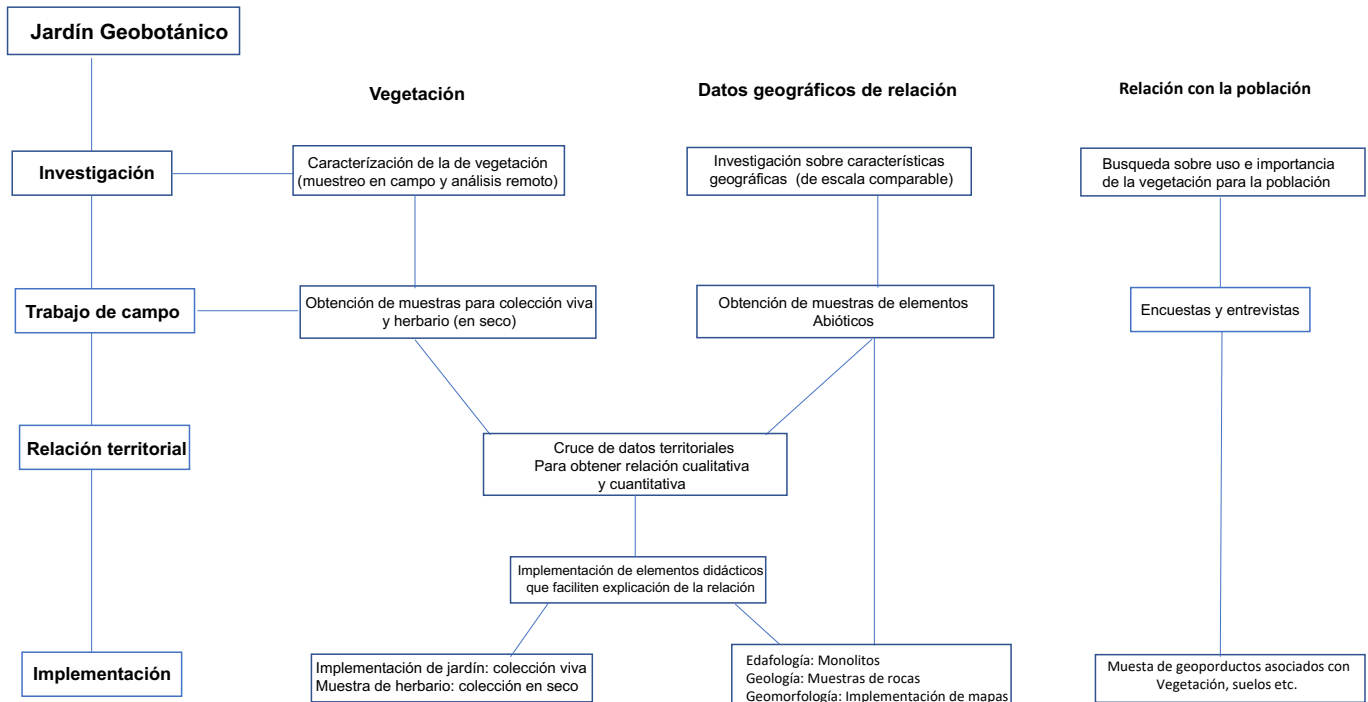 Jardín Geobotánico
Vegetación
Datos geográficos de relación
Relación con la población
Investigación
Caracterízación de la de vegetación
(muestreo en campo y análisis remoto)
Investigación sobre características
geográficas (de escala comparable)
Busqueda sobre uso e importancia
de la vegetación para la población
Trabajo de campo
Obtención de muestras para colección viva
y herbario (en seco)
Obtención de muestras de elementos
Abióticos
Encuestas y entrevistas
Relación territorial
Cruce de datos territoriales
Para obtener relación cualitativa
y cuantitativa
Implementación de elementos didácticos
que faciliten explicación de la relación
Implementación
Implementación de jardín: colección viva
Muestra de herbario: colección en seco
Edafología: Monolitos
Geología: Muestras de rocas
Geomorfología: Implementación de mapas
Muesta de geoporductos asociados con
Vegetación, suelos etc.